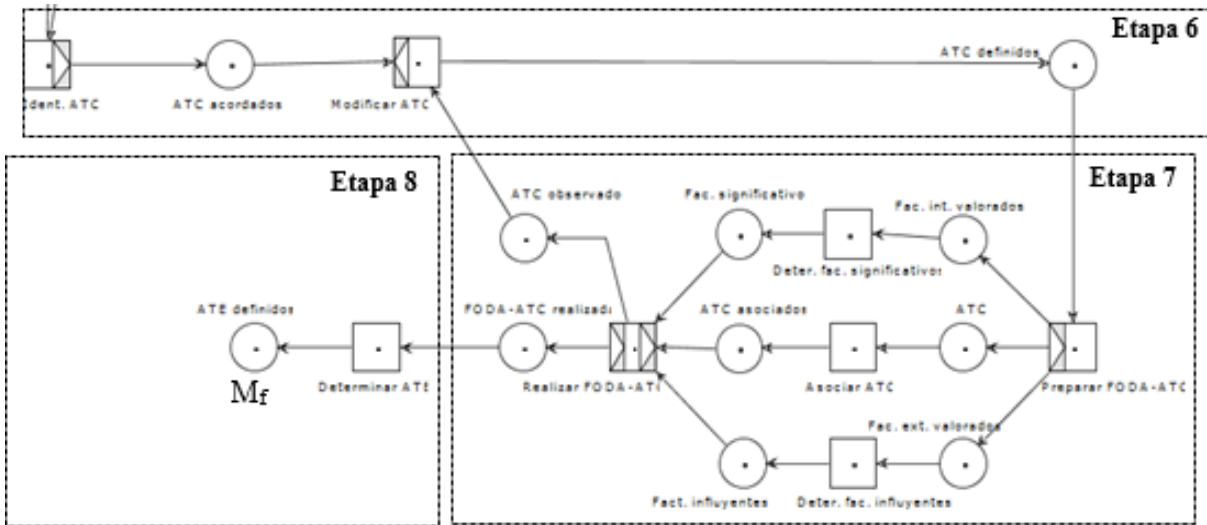 Etapa 6
ATC definidos
dent. ATC
ATC acordados
Modificar ATC
Etapa 8
Etapa 7
ATC observado
Fac. significativo
Fac. int. valorados
Deter. fac. significativos
ATE definidos
FODA-ATC realizada
ATC asociados
ATC
Mf
Determinar ATE
Realizar FODA-ATC
Asociar ATC
Preparar FODA-ATC
Fac. ext. valorados
Fact. influyentes
Deter. fac. influyentes